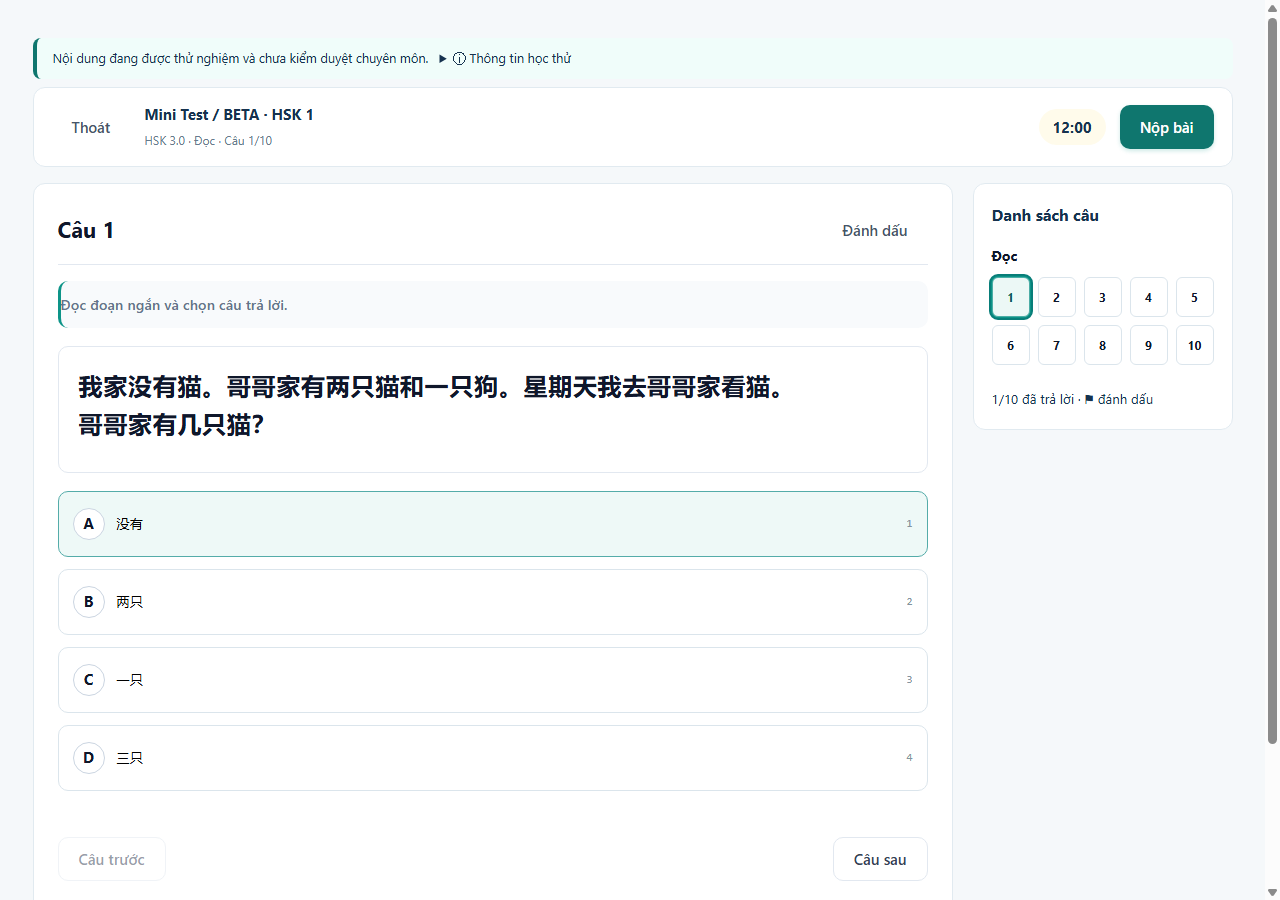 Nội dung đang được thử nghiệm và chưa kiểm duyệt chuyên môn. ▶ ⓘ Thông tin học thử
Thoát
Mini Test / BETA · HSK 1
HSK 3.0 · Đọc · Câu 1/10
12:00
Nộp bài
Câu 1
Đánh dấu
Đọc đoạn ngắn và chọn câu trả lời.
我家没有猫。哥哥家有两只猫和一只狗。星期天我去哥哥家看猫。
哥哥家有几只猫？
A 没有 1
B 两只 2
C 一只 3
D 三只 4
Câu trước
Câu sau
Danh sách câu
Đọc
1 2 3 4 5
6 7 8 9 10
1/10 đã trả lời · ⚑ đánh dấu